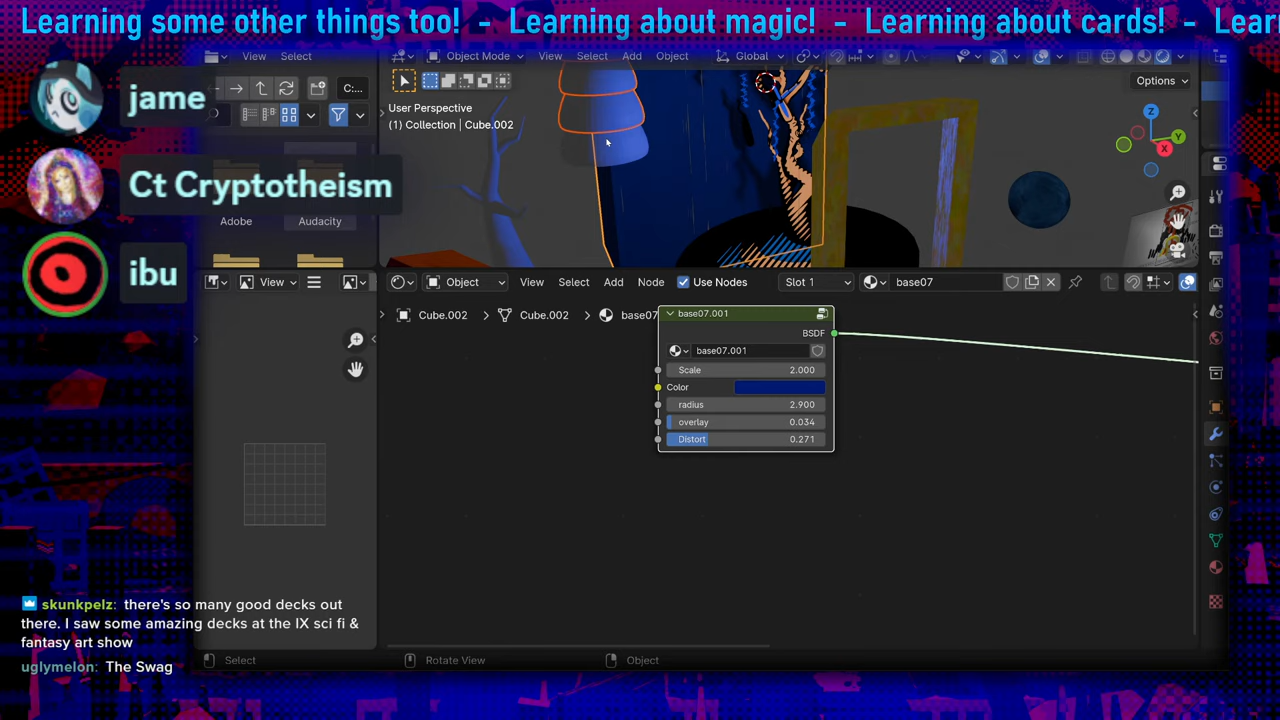 Learning some other things too! - Learning about magic! - Learning about cards! - Lear
jame
Ct Cryptotheism
ibu
View Select
C:...
Adobe Audacity
Object Mode View Select Add Object Global
Options
User Perspective
(1) Collection | Cube.002
Z
Y
X
View
Object View Select Add Node Use Nodes Slot 1 base07
Cube.002 Cube.002 base07
base07.001
BSDF
base07.001
Scale 2.000
Color
radius 2.900
overlay 0.034
Distort 0.271
skunkpelz: there's so many good decks out
there. I saw some amazing decks at the IX sci fi &
fantasy art show
uglymelon: The Swag
Select Rotate View Object